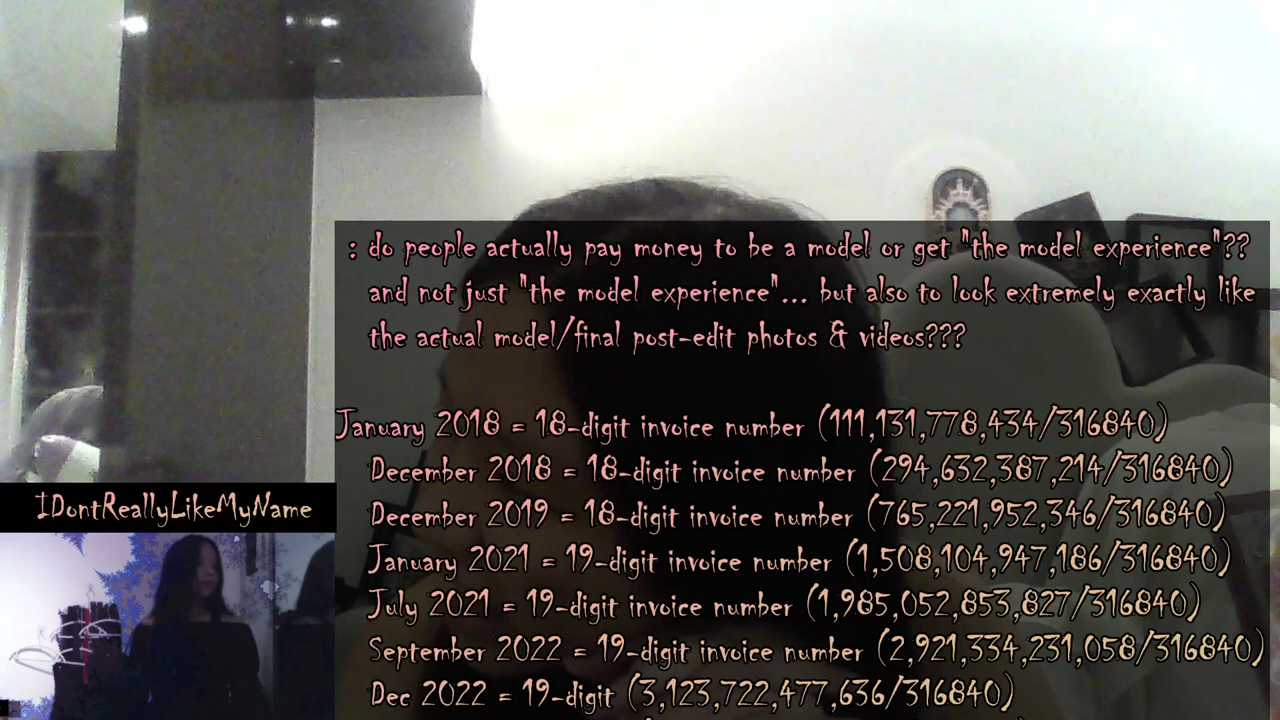 : do people actually pay money to be a model or get "the model experience"??
and not just "the model experience"... but also to look extremely exactly like
the actual model/final post-edit photos & videos???
January 2018 = 18-digit invoice number (111,131,778,434/316840)
December 2018 = 18-digit invoice number (294,632,387,214/316840)
December 2019 = 18-digit invoice number (765,221,952,346/316840)
January 2021 = 19-digit invoice number (1,508,104,947,186/316840)
July 2021 = 19-digit invoice number (1,985,052,853,827/316840)
September 2022 = 19-digit invoice number (2,921,334,231,058/316840)
Dec 2022 = 19-digit (3,123,722,477,636/316840)
IDontReallyLikeMyName